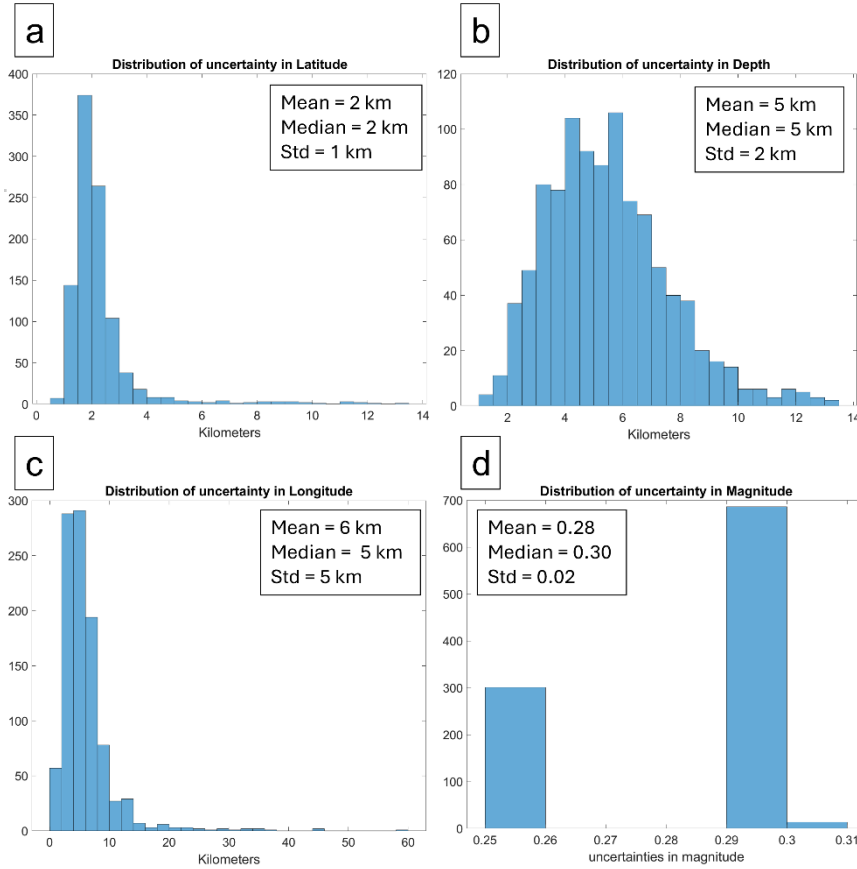 a
Distribution of uncertainty in Latitude
Mean = 2 km
Median = 2 km
Std = 1 km
400
350
300
250
200
150
100
50
0
0 2 4 6 8 10 12 14
Kilometers
b
Distribution of uncertainty in Depth
Mean = 5 km
Median = 5 km
Std = 2 km
120
100
80
60
40
20
0
2 4 6 8 10 12 14
Kilometers
c
Distribution of uncertainty in Longitude
Mean = 6 km
Median = 5 km
Std = 5 km
300
250
200
150
100
50
0
0 10 20 30 40 50 60
Kilometers
d
Distribution of uncertainty in Magnitude
Mean = 0.28
Median = 0.30
Std = 0.02
700
600
500
400
300
200
100
0
0.25 0.26 0.27 0.28 0.29 0.3 0.31
uncertainties in magnitude